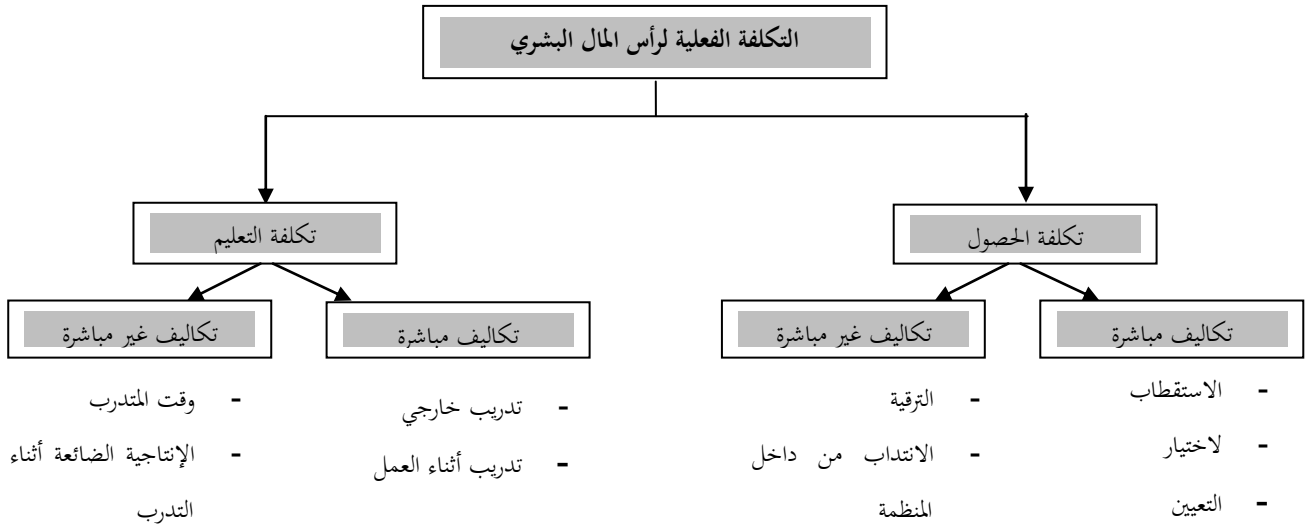 التكلفة الفعلية لرأس المال البشري
تكلفة الحصول
تكلفة التعليم
تكاليف مباشرة
تكاليف غير مباشرة
تكاليف مباشرة
تكاليف غير مباشرة
- الاستقطاب
- لاختيار
- التعيين
- الترقية
- الانتداب من داخل
المنظمة
- تدريب خارجي
- تدريب أثناء العمل
- وقت المتدرب
- الإنتاجية الضائعة أثناء
التدرب